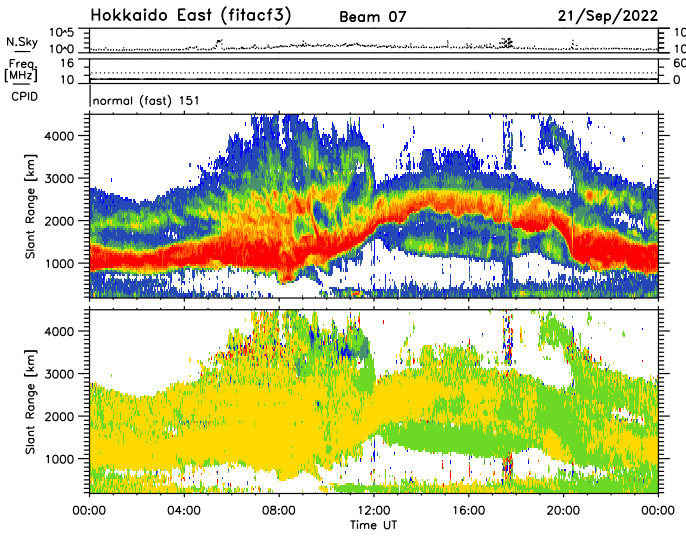 Hokkaido East (fitacf3) Beam 07 21/Sep/2022
N.Sky
10^5
10^0
Freq.
[MHz]
16
10
60
0
CPID
normal (fast) 151
Slant Range [km]
4000
3000
2000
1000
Slant Range [km]
4000
3000
2000
1000
00:00 04:00 08:00 12:00 16:00 20:00 00:00
Time UT